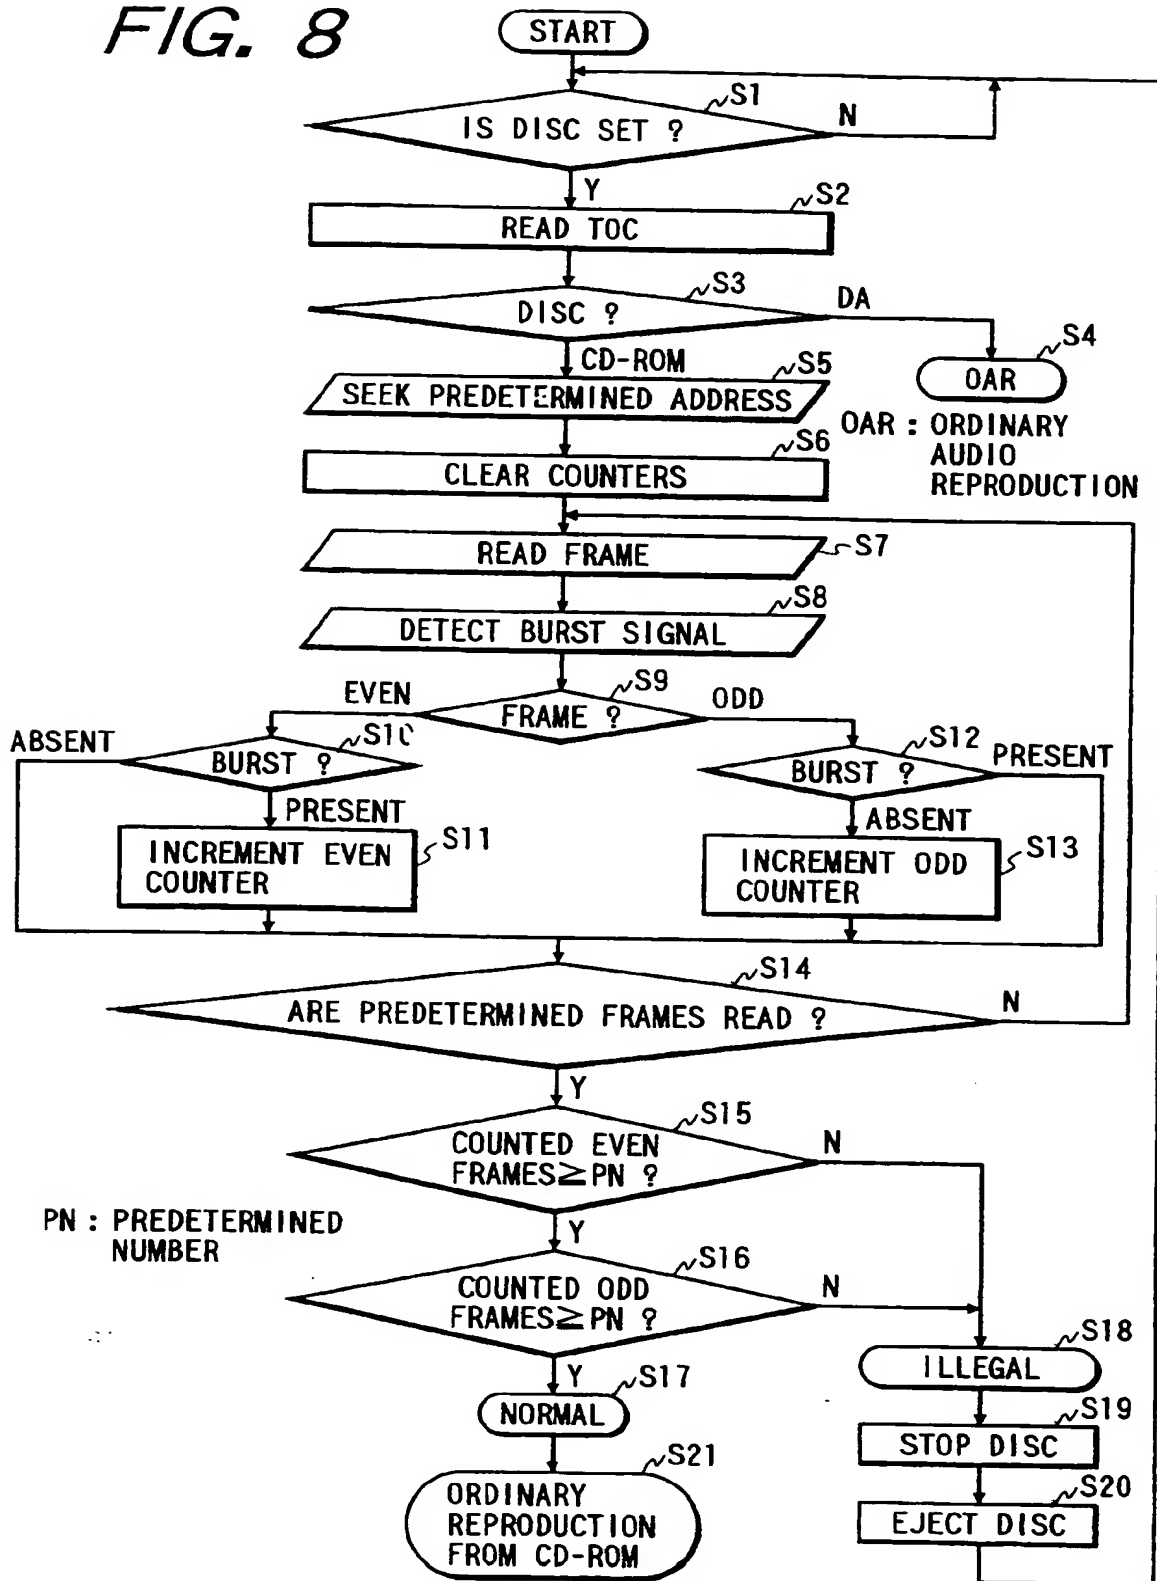 FIG. 8
START
S1
IS DISC SET ?
N
Y
S2
READ TOC
S3
DISC ?
DA
S4
OAR
CD-ROM
S5
SEEK PREDETERMINED ADDRESS
OAR : ORDINARY
AUDIO
REPRODUCTION
S6
CLEAR COUNTERS
READ FRAME
S7
S8
DETECT BURST SIGNAL
S9
EVEN
FRAME ?
ODD
ABSENT
S10
BURST ?
S12
BURST ?
PRESENT
PRESENT
ABSENT
INCREMENT EVEN
COUNTER
S11
INCREMENT ODD
COUNTER
S13
S14
ARE PREDETERMINED FRAMES READ ?
N
Y
S15
COUNTED EVEN
FRAMES≧PN ?
N
PN : PREDETERMINED
NUMBER
Y
S16
COUNTED ODD
FRAMES≧PN ?
N
S18
ILLEGAL
Y
S17
NORMAL
S19
STOP DISC
S21
ORDINARY
REPRODUCTION
FROM CD-ROM
S20
EJECT DISC